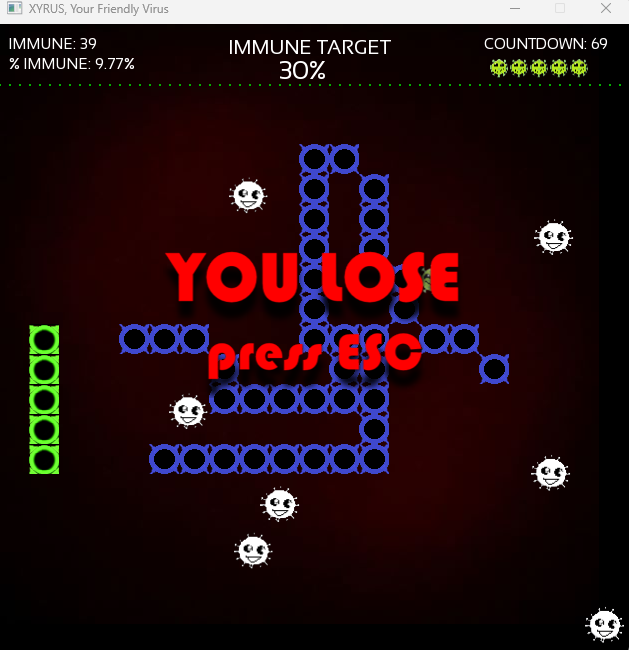 XYRUS, Your Friendly Virus
IMMUNE: 39
% IMMUNE: 9.77%
IMMUNE TARGET
30%
COUNTDOWN: 69
YOU LOSE
press ESC